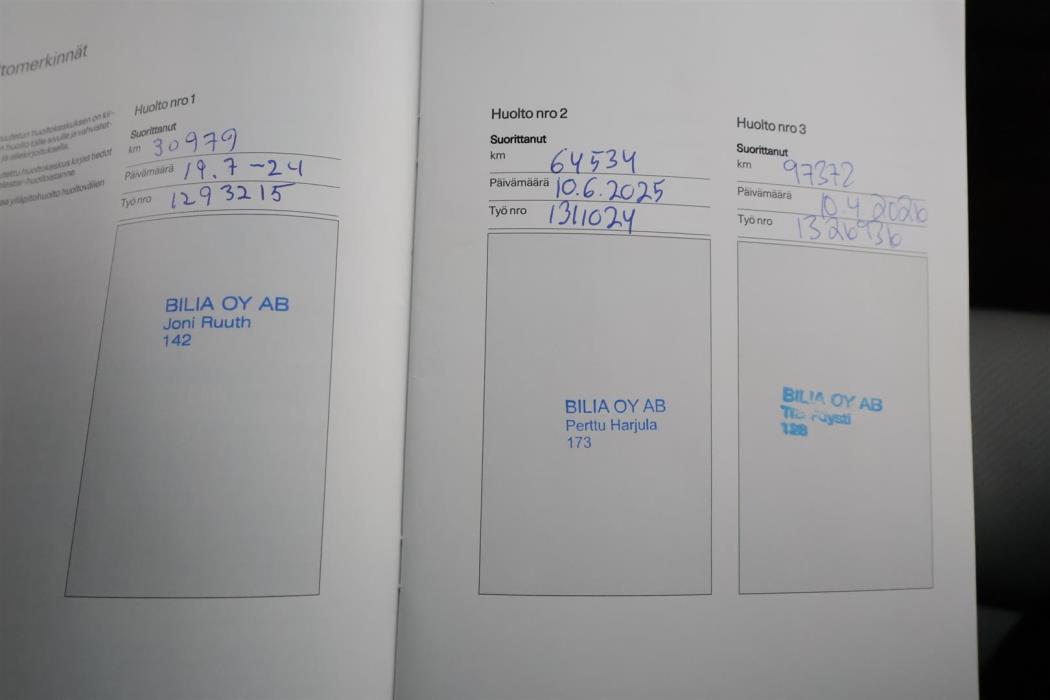 tomerkinnät
Huolto nro 1
Suorittanut
km 30979
Päivämäärä 19.7-24
Työ nro 1293215
BILIA OY AB
Joni Ruuth
142
Huolto nro 2
Suorittanut
km 64534
Päivämäärä 10.6.2025
Työ nro 1311024
BILIA OY AB
Perttu Harjula
173
Huolto nro 3
Suorittanut
km 97372
Päivämäärä 10.4 2026
Työ nro 1326936
BILIA OY AB
128